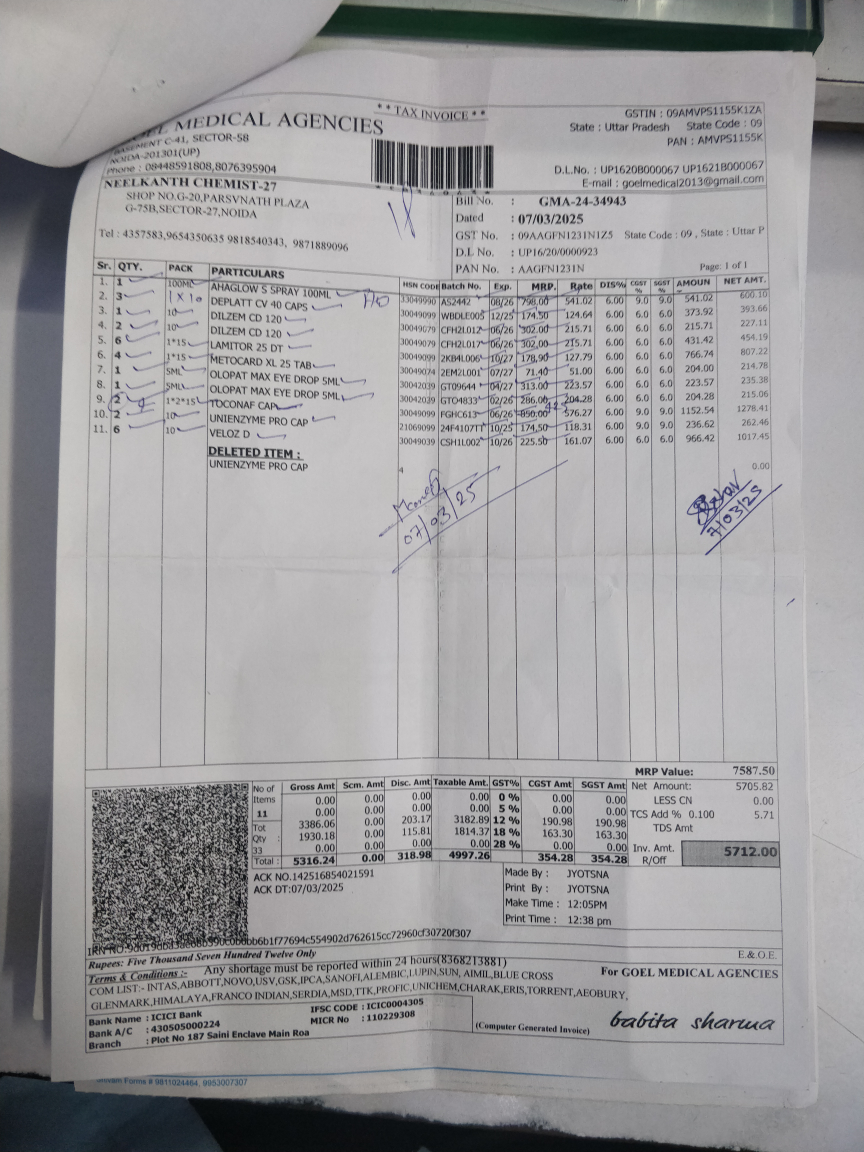 * * TAX INVOICE * *
GOEL MEDICAL AGENCIES
BASEMENT C-41, SECTOR-58
NOIDA-201301(UP)
Phone : 08448591808,8076395904
GSTIN : 09AMVPS1155K1ZA
State : Uttar Pradesh State Code : 09
PAN : AMVPS1155K
D.L.No. : UP1620B000067 UP1621B000067
E-mail : goelmedical2013@gmail.com
NEELKANTH CHEMIST-27
SHOP NO.G-20,PARSVNATH PLAZA
G-75B,SECTOR-27,NOIDA
Tel : 4357583,9654350635 9818540343, 9871889096
Bill No. : GMA-24-34943
Dated : 07/03/2025
GST No. : 09AAGFN1231N1Z5 State Code : 09 , State : Uttar P
D.L No. : UP16/20/0000923
PAN No. : AAGFN1231N
Page: 1 of 1
Sr. QTY. PACK PARTICULARS HSN Code Batch No. Exp. MRP. Rate DIS% CGST % SGST % AMOUN NET AMT.
1. 1 100ML AHAGLOW S SPRAY 100ML 33049990 AS2442 08/26 798.00 541.02 6.00 9.0 9.0 541.02 600.10
2. 3 1 x 10 DEPLATT CV 40 CAPS 30049099 WBDLE005 12/25 174.50 124.64 6.00 6.0 6.0 373.92 393.66
3. 1 10 DILZEM CD 120 30049079 CFH2L012 06/26 302.00 215.71 6.00 6.0 6.0 215.71 227.11
4. 2 10 DILZEM CD 120 30049079 CFH2L017 06/26 302.00 215.71 6.00 6.0 6.0 431.42 454.19
5. 6 1*15 LAMITOR 25 DT 30049099 2KB4L006 10/27 178.90 127.79 6.00 6.0 6.0 766.74 807.22
6. 4 1*15 METOCARD XL 25 TAB 30049074 2EM2L001 07/27 71.40 51.00 6.00 6.0 6.0 204.00 214.78
7. 1 5ML OLOPAT MAX EYE DROP 5ML 30042039 GT09644 04/27 313.00 223.57 6.00 6.0 6.0 223.57 235.38
8. 1 5ML OLOPAT MAX EYE DROP 5ML 30042039 GTO4833 02/26 286.00 204.28 6.00 6.0 6.0 204.28 215.06
9. 2 1*2*15 TOCONAF CAP 30049099 FGHC613 06/26 850.00 425 576.27 6.00 9.0 9.0 1152.54 1278.41
10. 2 10 UNIENZYME PRO CAP 21069099 24F4107TT 10/25 174.50 118.31 6.00 9.0 9.0 236.62 262.46
11. 6 10 VELOZ D 30049039 CSH1L002 10/26 225.50 161.07 6.00 6.0 6.0 966.42 1017.45
DELETED ITEM :
UNIENZYME PRO CAP 4 0.00
07/03/25
7/03/25
MRP Value: 7587.50
No of Items 11 Tot Qty : 33
Gross Amt Scm. Amt Disc. Amt Taxable Amt. GST% CGST Amt SGST Amt
0.00 0.00 0.00 0.00 0 % 0.00 0.00
0.00 0.00 0.00 0.00 5 % 0.00 0.00
3386.06 0.00 203.17 3182.89 12 % 190.98 190.98
1930.18 0.00 115.81 1814.37 18 % 163.30 163.30
0.00 0.00 0.00 0.00 28 % 0.00 0.00
Total : 5316.24 0.00 318.98 4997.26 354.28 354.28
Net Amount: 5705.82
LESS CN 0.00
TCS Add % 0.100 5.71
TDS Amt
Inv. Amt. R/Off 5712.00
ACK NO.142516854021591
ACK DT:07/03/2025
Made By : JYOTSNA
Print By : JYOTSNA
Make Time : 12:05PM
Print Time : 12:38 pm
Rupees: Five Thousand Seven Hundred Twelve Only
E.& O.E.
Terms & Conditions :- Any shortage must be reported within 24 hours(8368213881)
COM LIST:- INTAS,ABBOTT,NOVO,USV,GSK,IPCA,SANOFI,ALEMBIC,LUPIN,SUN, AIMIL,BLUE CROSS
GLENMARK,HIMALAYA,FRANCO INDIAN,SERDIA,MSD,TTK,PROFIC,UNICHEM,CHARAK,ERIS,TORRENT,AEOBURY,
For GOEL MEDICAL AGENCIES
Bank Name : ICICI Bank IFSC CODE : ICIC0004305
Bank A/C : 430505000224 MICR No : 110229308
Branch : Plot No 187 Saini Enclave Main Roa
(Computer Generated Invoice)
babita sharma
Forms # 9811024464, 9953007307